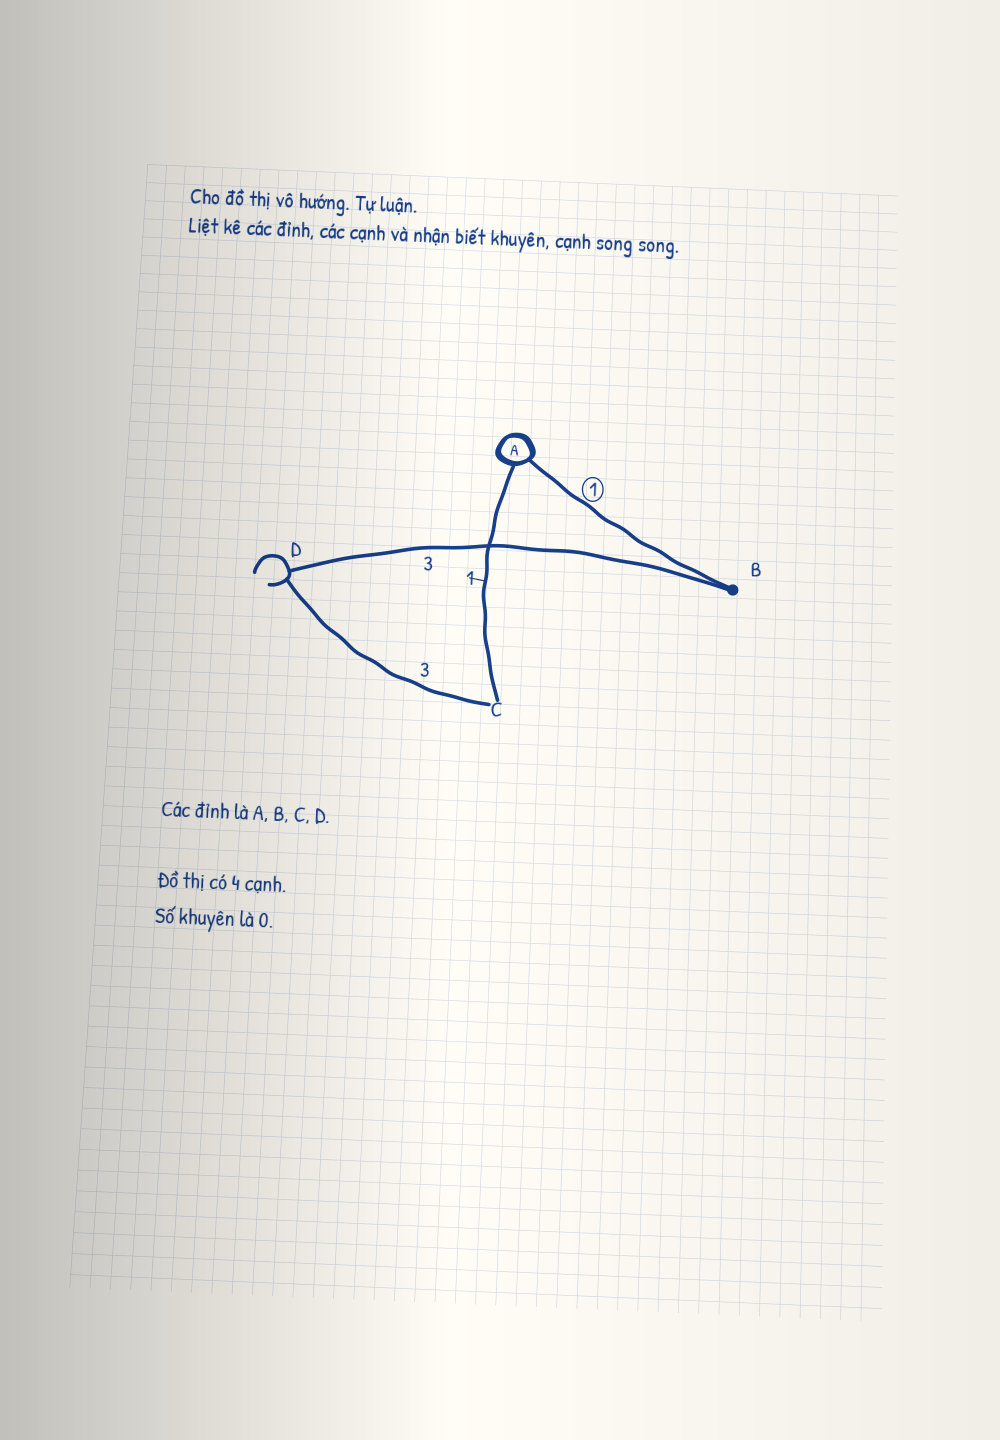 Cho đồ thị vô hướng. Tự luận.
Liệt kê các đỉnh, các cạnh và nhận biết khuyên, cạnh song song.
A
1
D
B
3
1
3
C
Các đỉnh là A, B, C, D.
Đồ thị có 4 cạnh.
Số khuyên là 0.